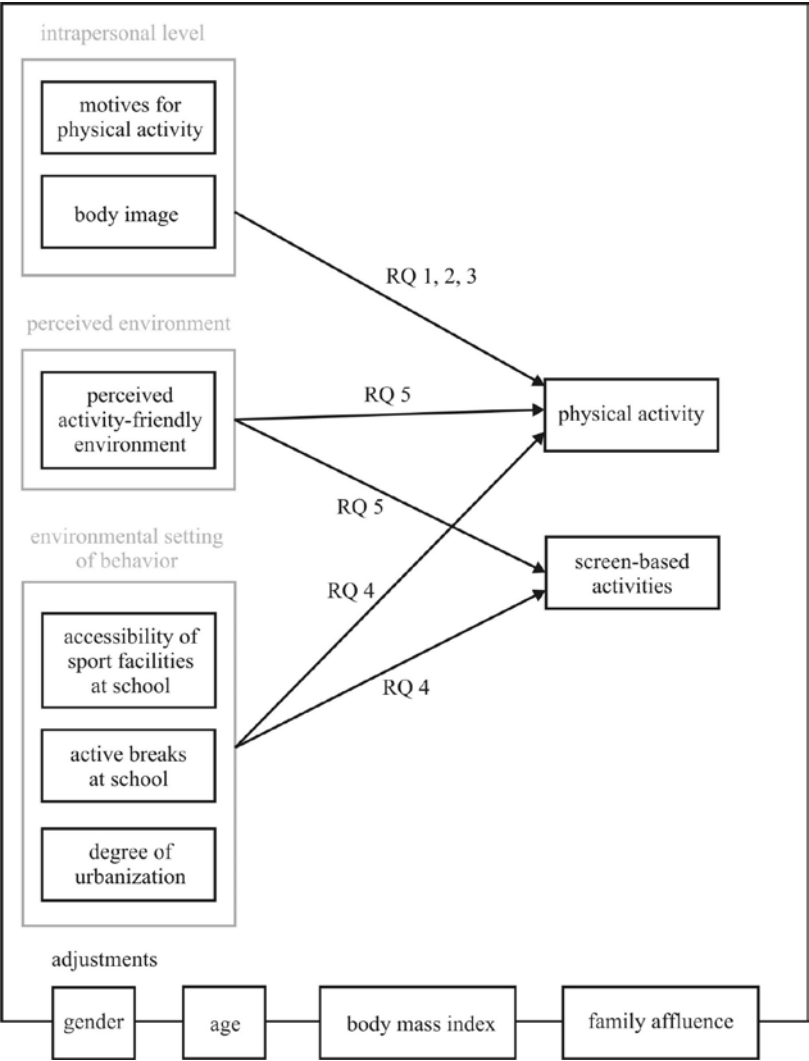 intrapersonal level
motives for
physical activity
body image
RQ 1, 2, 3
perceived environment
perceived
activity-friendly
environment
RQ 5
physical activity
RQ 5
environmental setting
of behavior
screen-based
activities
RQ 4
accessibility of
sport facilities
at school
RQ 4
active breaks
at school
degree of
urbanization
adjustments
gender
age
body mass index
family affluence